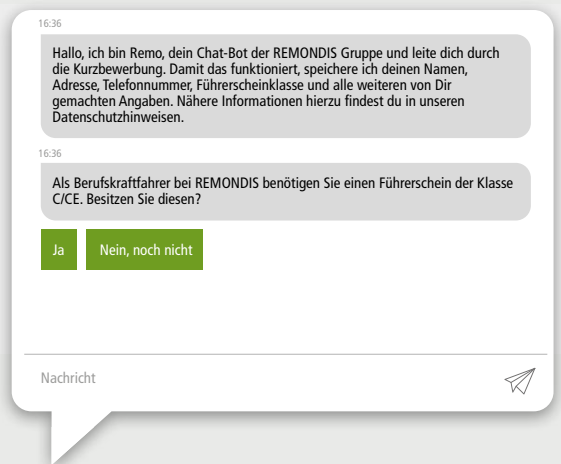 16:36
Hallo, ich bin Remo, dein Chat-Bot der REMONDIS Gruppe und leite dich durch
die Kurzbewerbung. Damit das funktioniert, speichere ich deinen Namen,
Adresse, Telefonnummer, Führerscheinklasse und alle weiteren von Dir
gemachten Angaben. Nähere Informationen hierzu findest du in unseren
Datenschutzhinweisen.
16:36
Als Berufskraftfahrer bei REMONDIS benötigen Sie einen Führerschein der Klasse
C/CE. Besitzen Sie diesen?
Ja Nein, noch nicht
Nachricht